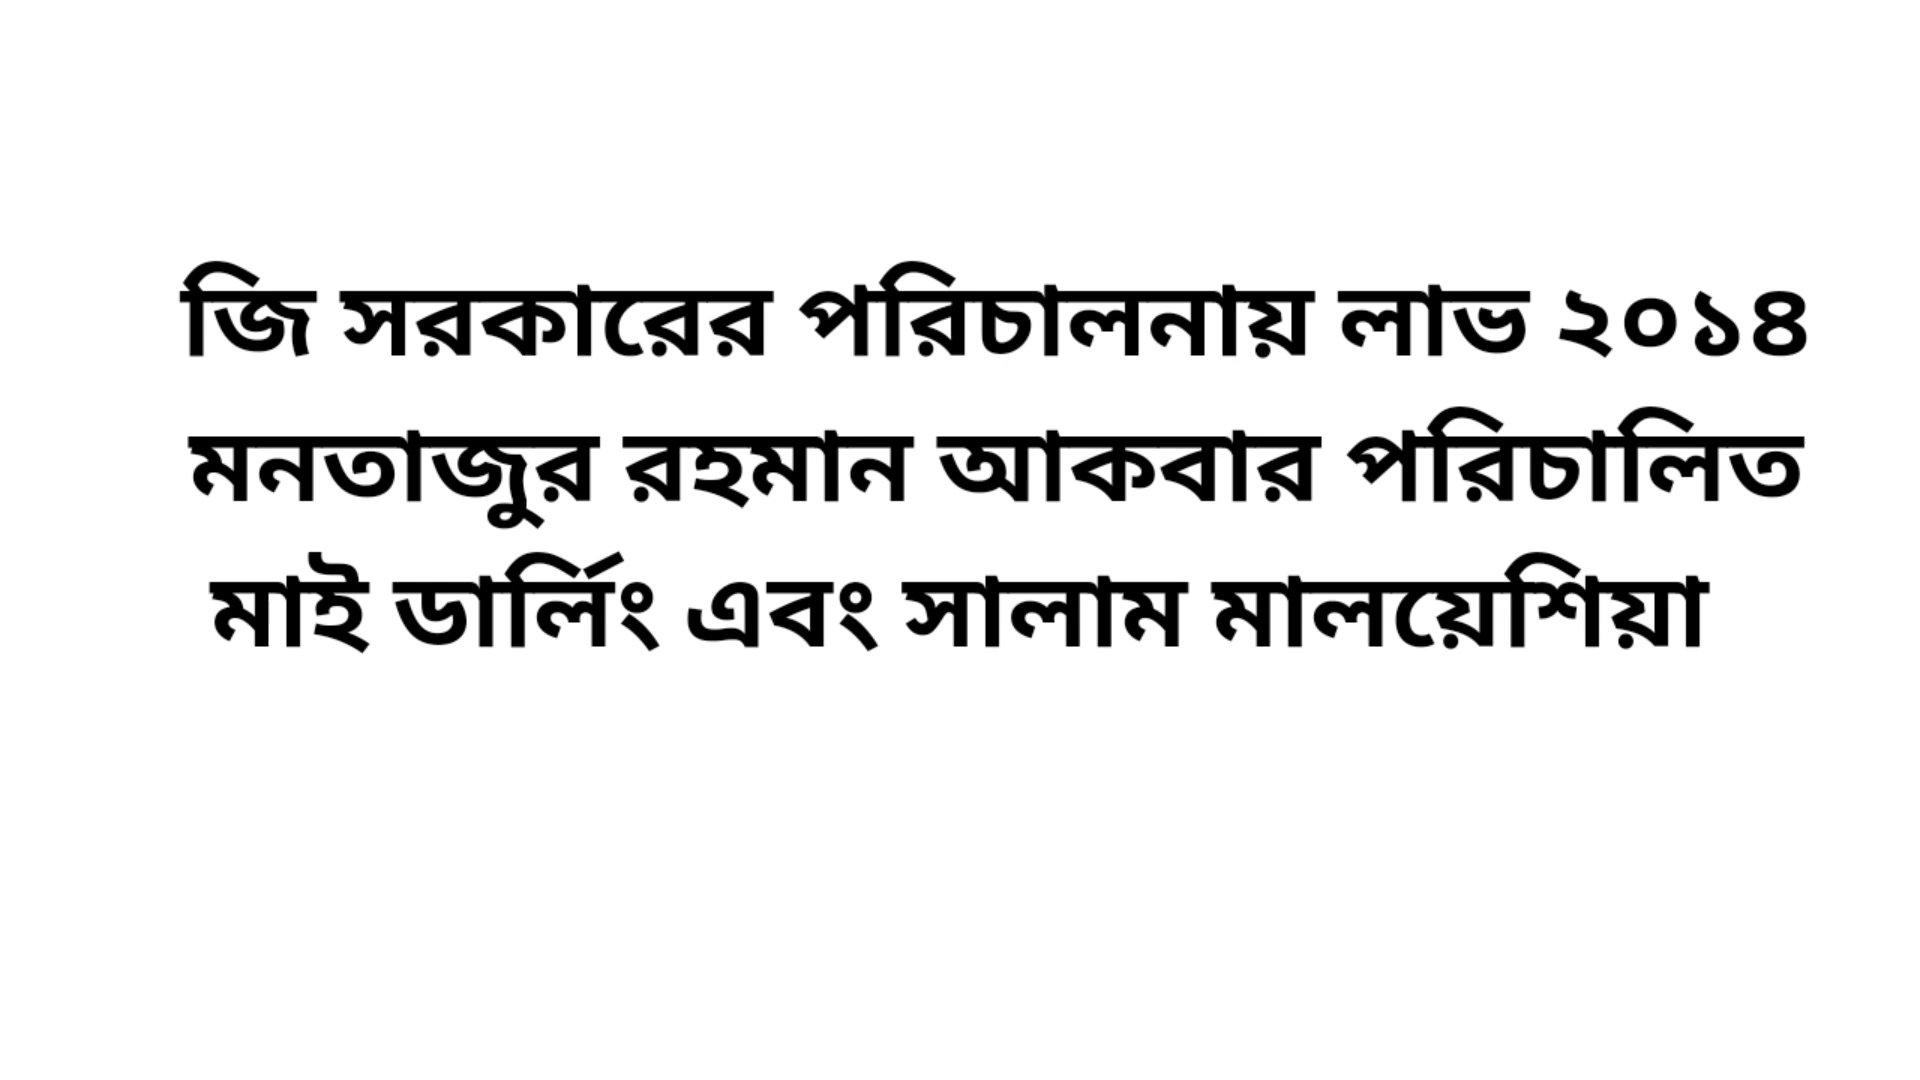 জি সরকারের পরিচালনায় লাভ ২০১৪
মনতাজুর রহমান আকবার পরিচালিত
মাই ডার্লিং এবং সালাম মালয়েশিয়া